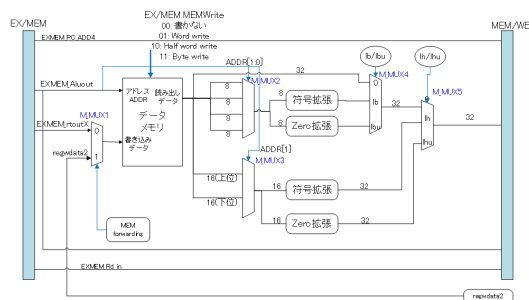 EX/MEM
EX/MEM.MEMWrite
00: 書かない
01: Word write
10: Half word write
11: Byte write
MEM/WE
EXMEM.PC.ADD4
ADDR[1:0]
32
lb/lbu
lh/lhu
M,MUX4
M,MUX2
EXMEM,Aluout
アドレス 読み出し
ADDR データ
8
8
8
8
8
符号拡張
0
lb
lbu
32
M,MUX5
M,MUX1
データ
メモリ
8
Zero拡張
lh
32
EXMEM,rtoutX
0
1
書き込み
データ
ADDR[1]
lhu
regwdata2
M,MUX3
16(上位)
16
符号拡張
32
16(下位)
16
Zero拡張
32
MEM
forwarding
EXMEM.Rd in
regwdata2